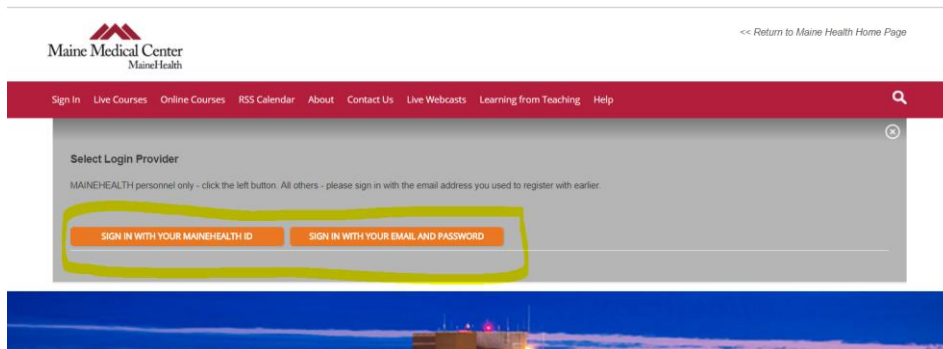 << Return to Maine Health Home Page
Maine Medical Center
MaineHealth
Sign In Live Courses Online Courses RSS Calendar About Contact Us Live Webcasts Learning from Teaching Help
Select Login Provider
MAINEHEALTH personnel only - click the left button. All others - please sign in with the email address you used to register with earlier.
SIGN IN WITH YOUR MAINEHEALTH ID SIGN IN WITH YOUR EMAIL AND PASSWORD